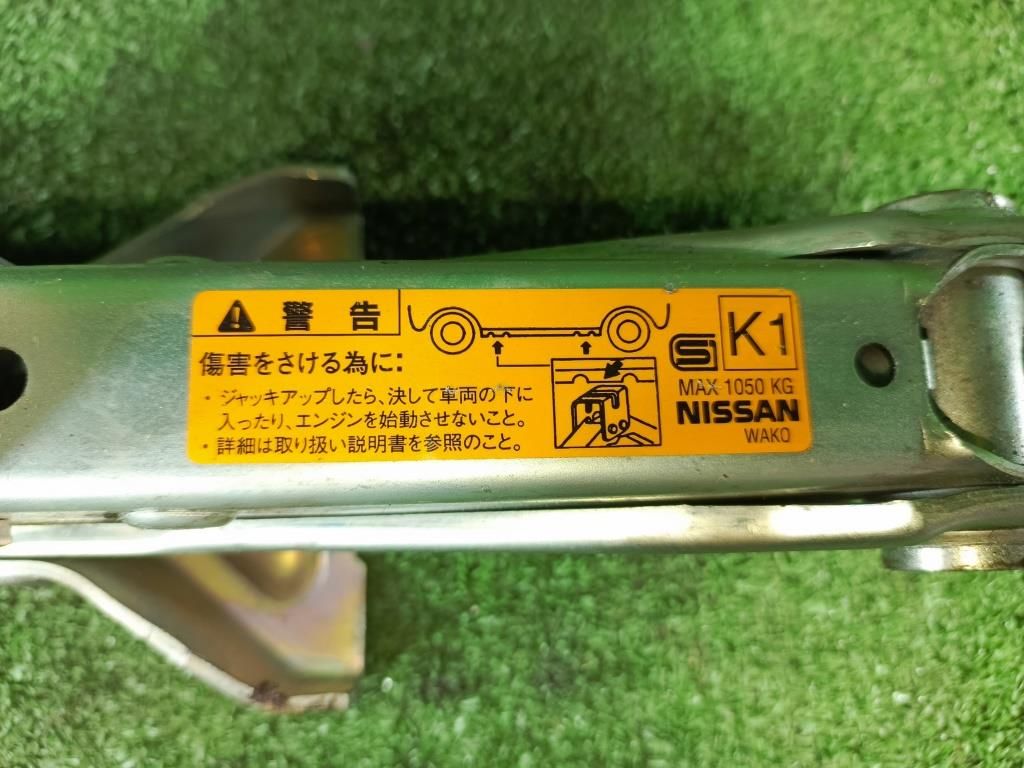 警告
傷害をさける為に:
・ジャッキアップしたら、決して車両の下に
入ったり、エンジンを始動させないこと。
・詳細は取り扱い説明書を参照のこと。
K1
MAX 1050 KG
NISSAN
WAKO